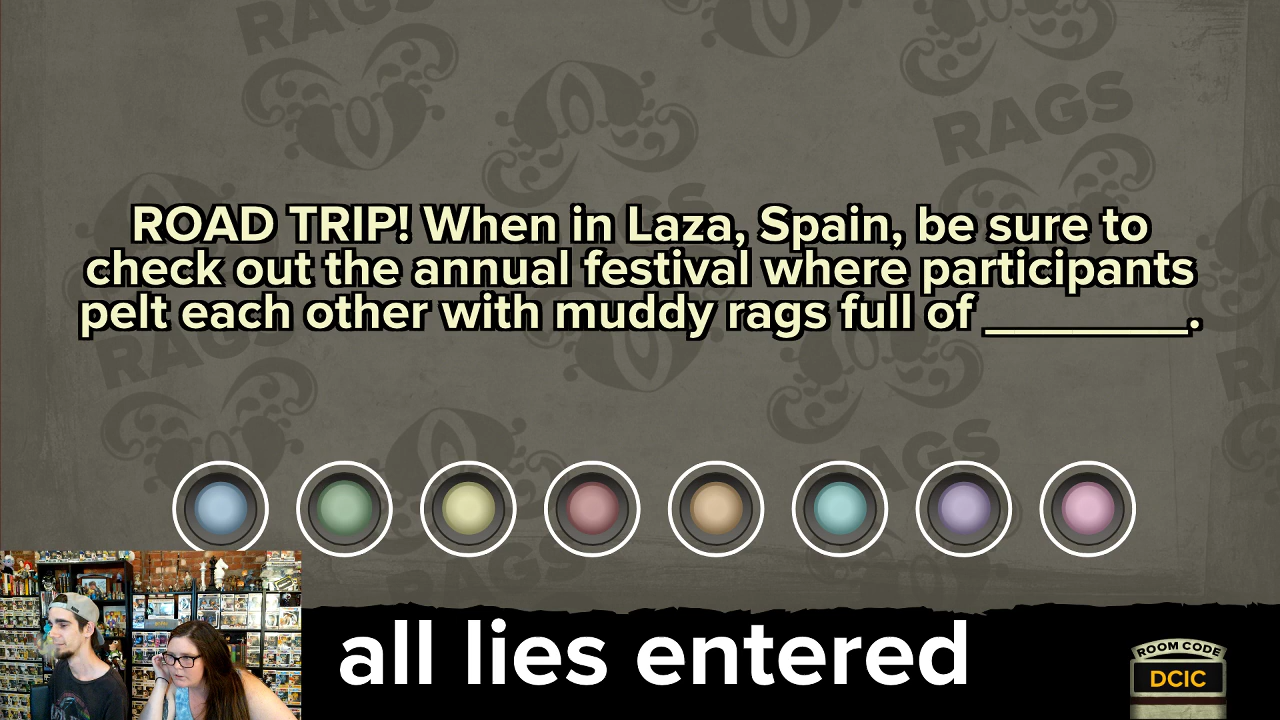 RAGS
RAGS
ROAD TRIP! When in Laza, Spain, be sure to
check out the annual festival where participants
pelt each other with muddy rags full of ________.
RAGS
RAGS
RAGS
all lies entered
ROOM CODE
DCIC